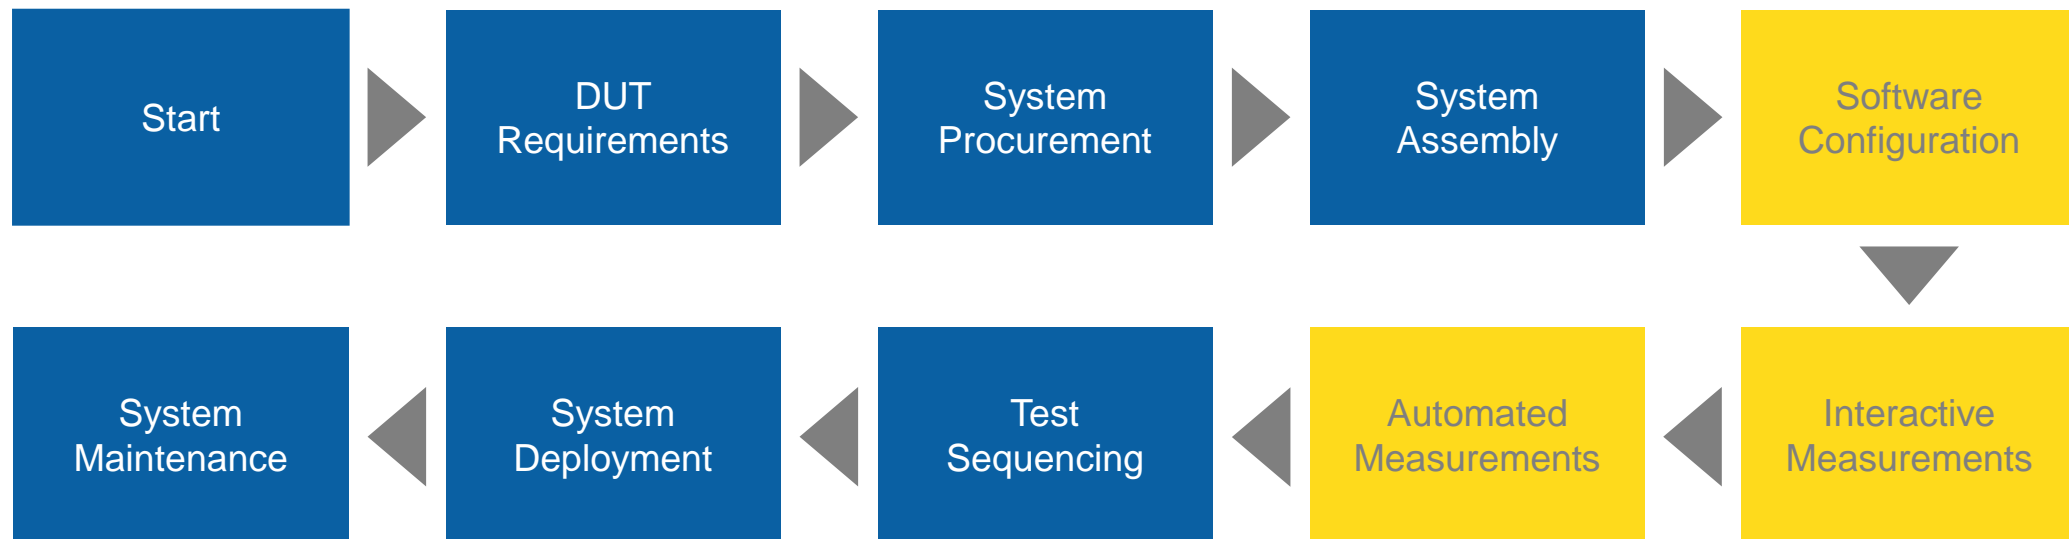 Start
DUT
Requirements
System
Procurement
System
Assembly
Software
Configuration
System
Maintenance
System
Deployment
Test
Sequencing
Automated
Measurements
Interactive
Measurements